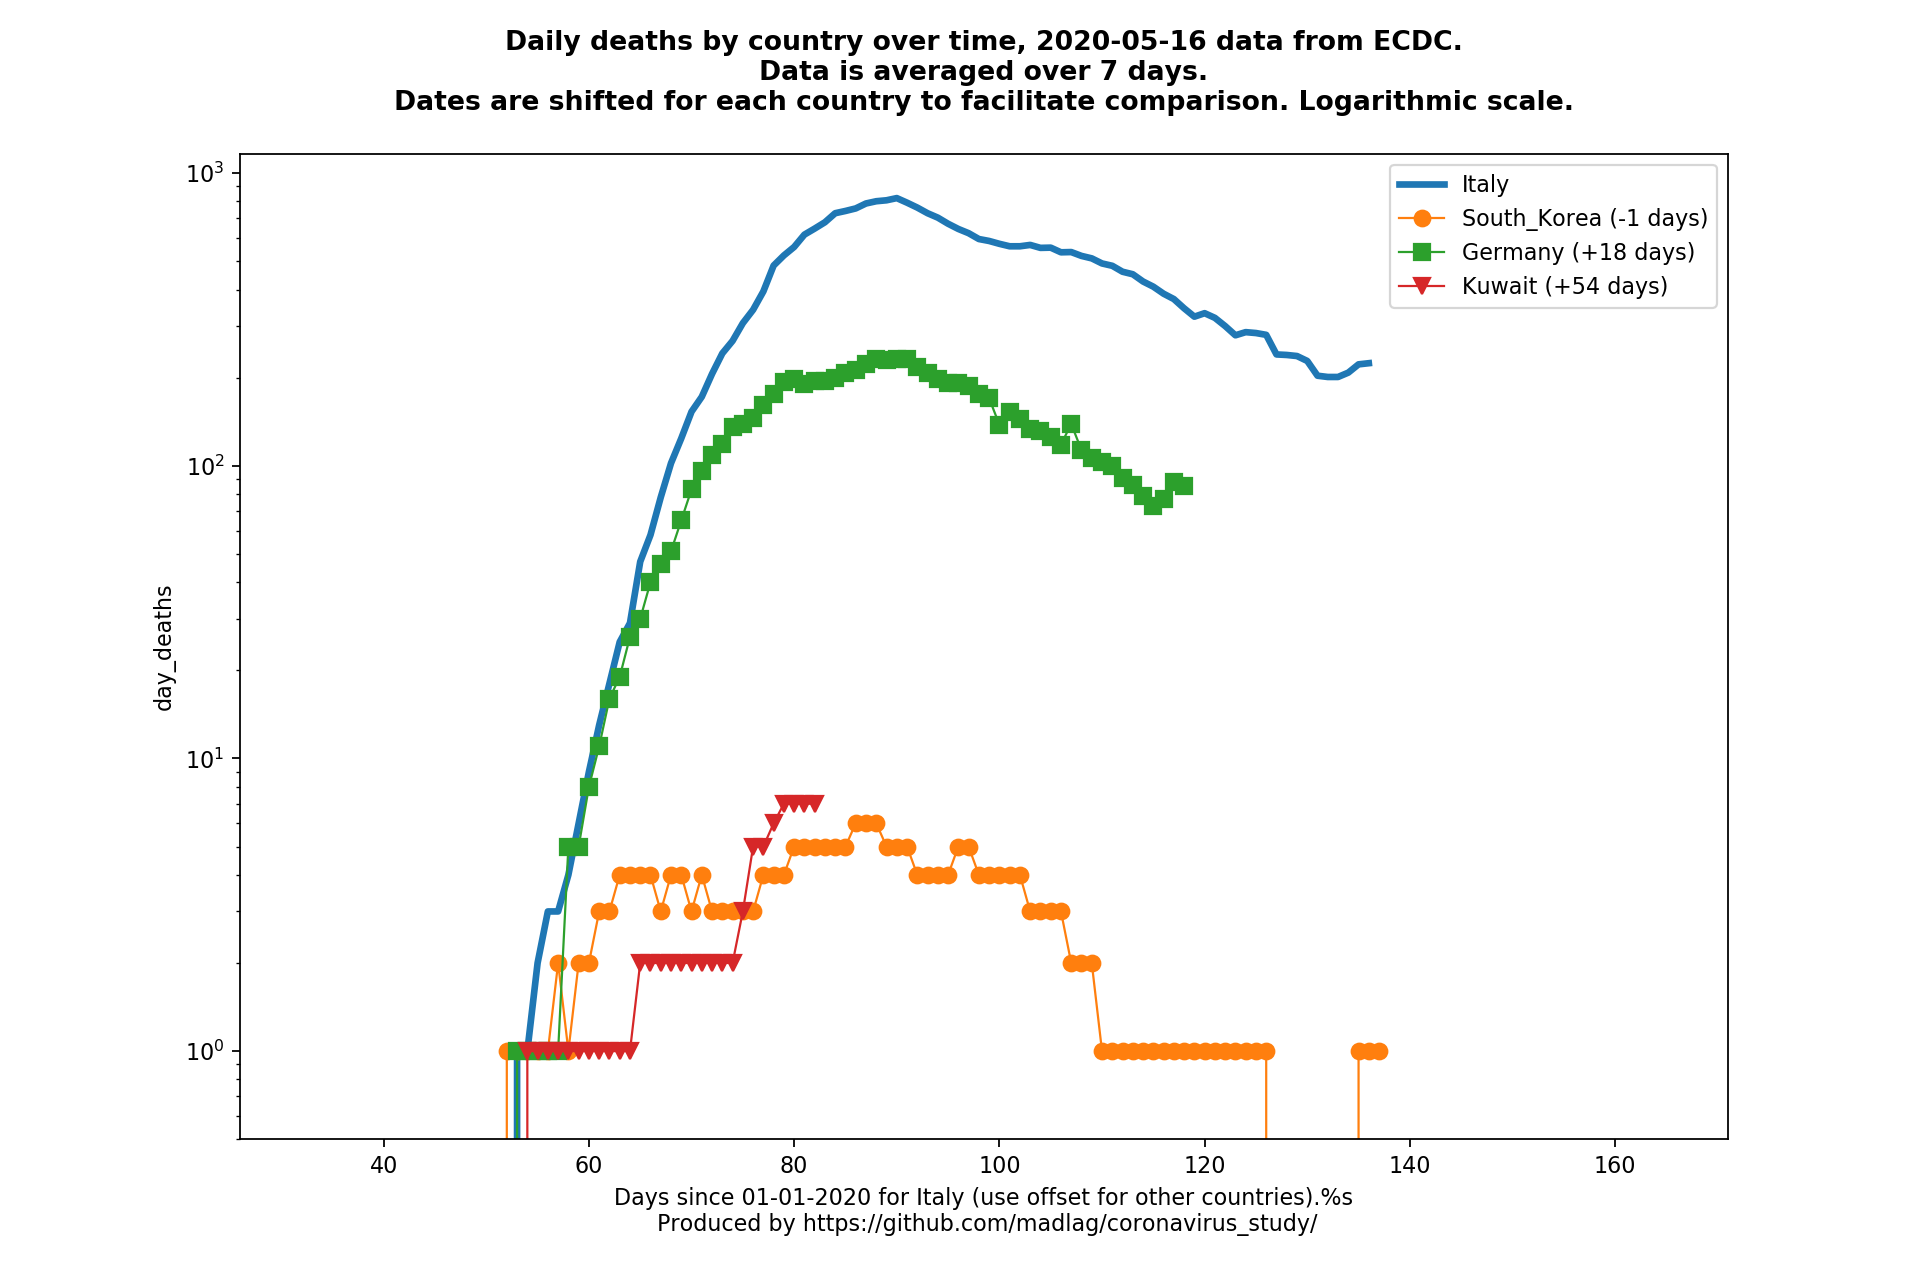 Daily deaths by country over time, 2020-05-16 data from ECDC.
Data is averaged over 7 days.
Dates are shifted for each country to facilitate comparison. Logarithmic scale.
10³
10²
10¹
10⁰
day_deaths
Italy
South_Korea (-1 days)
Germany (+18 days)
Kuwait (+54 days)
40 60 80 100 120 140 160
Days since 01-01-2020 for Italy (use offset for other countries).%s
Produced by https://github.com/madlag/coronavirus_study/